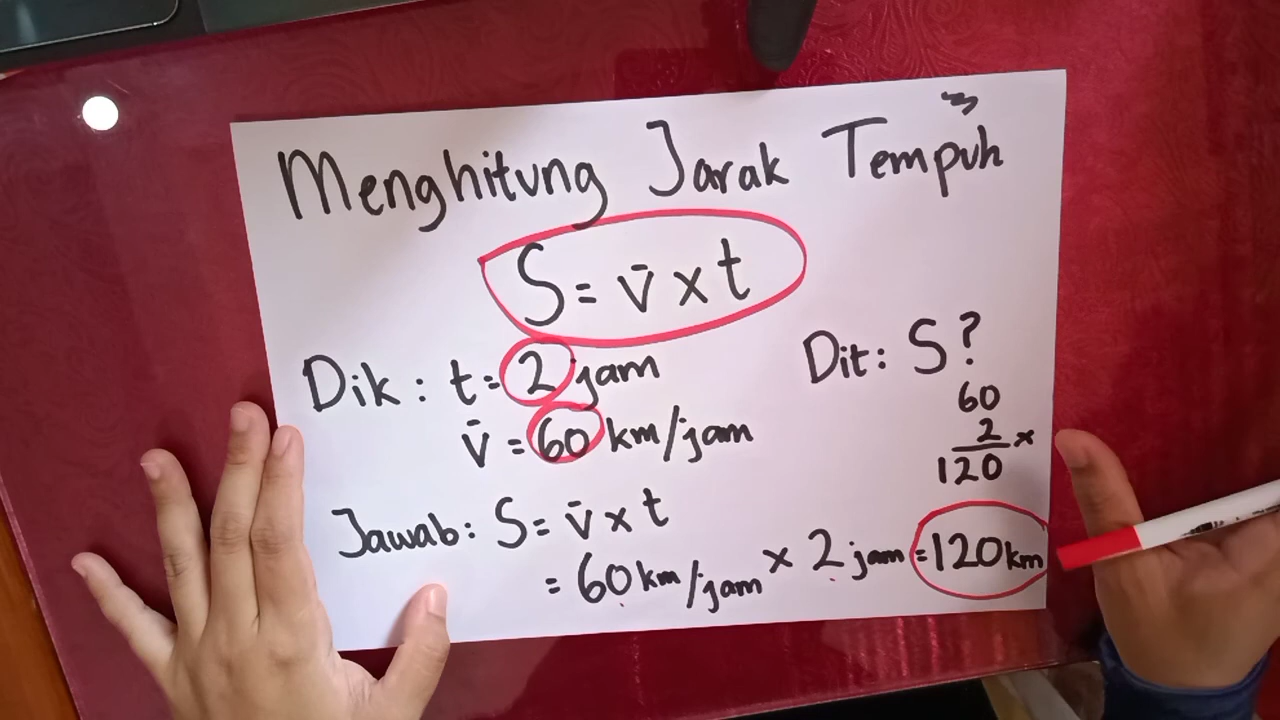 Menghitung Jarak Tempuh
S = v̄ x t
Dik : t = 2 jam
v̄ = 60 km/jam
Dit : S?
60
2 x
120
Jawab : S = v̄ x t
= 60 km/jam x 2 jam = 120 km